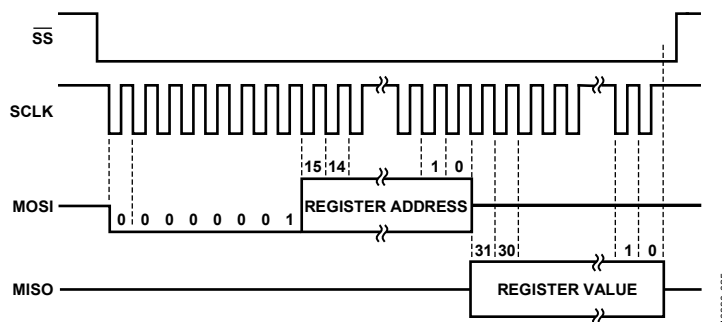 SS
SCLK
15 14 1 0
MOSI
0 0 0 0 0 0 0 1 REGISTER ADDRESS
31 30 1 0
MISO REGISTER VALUE